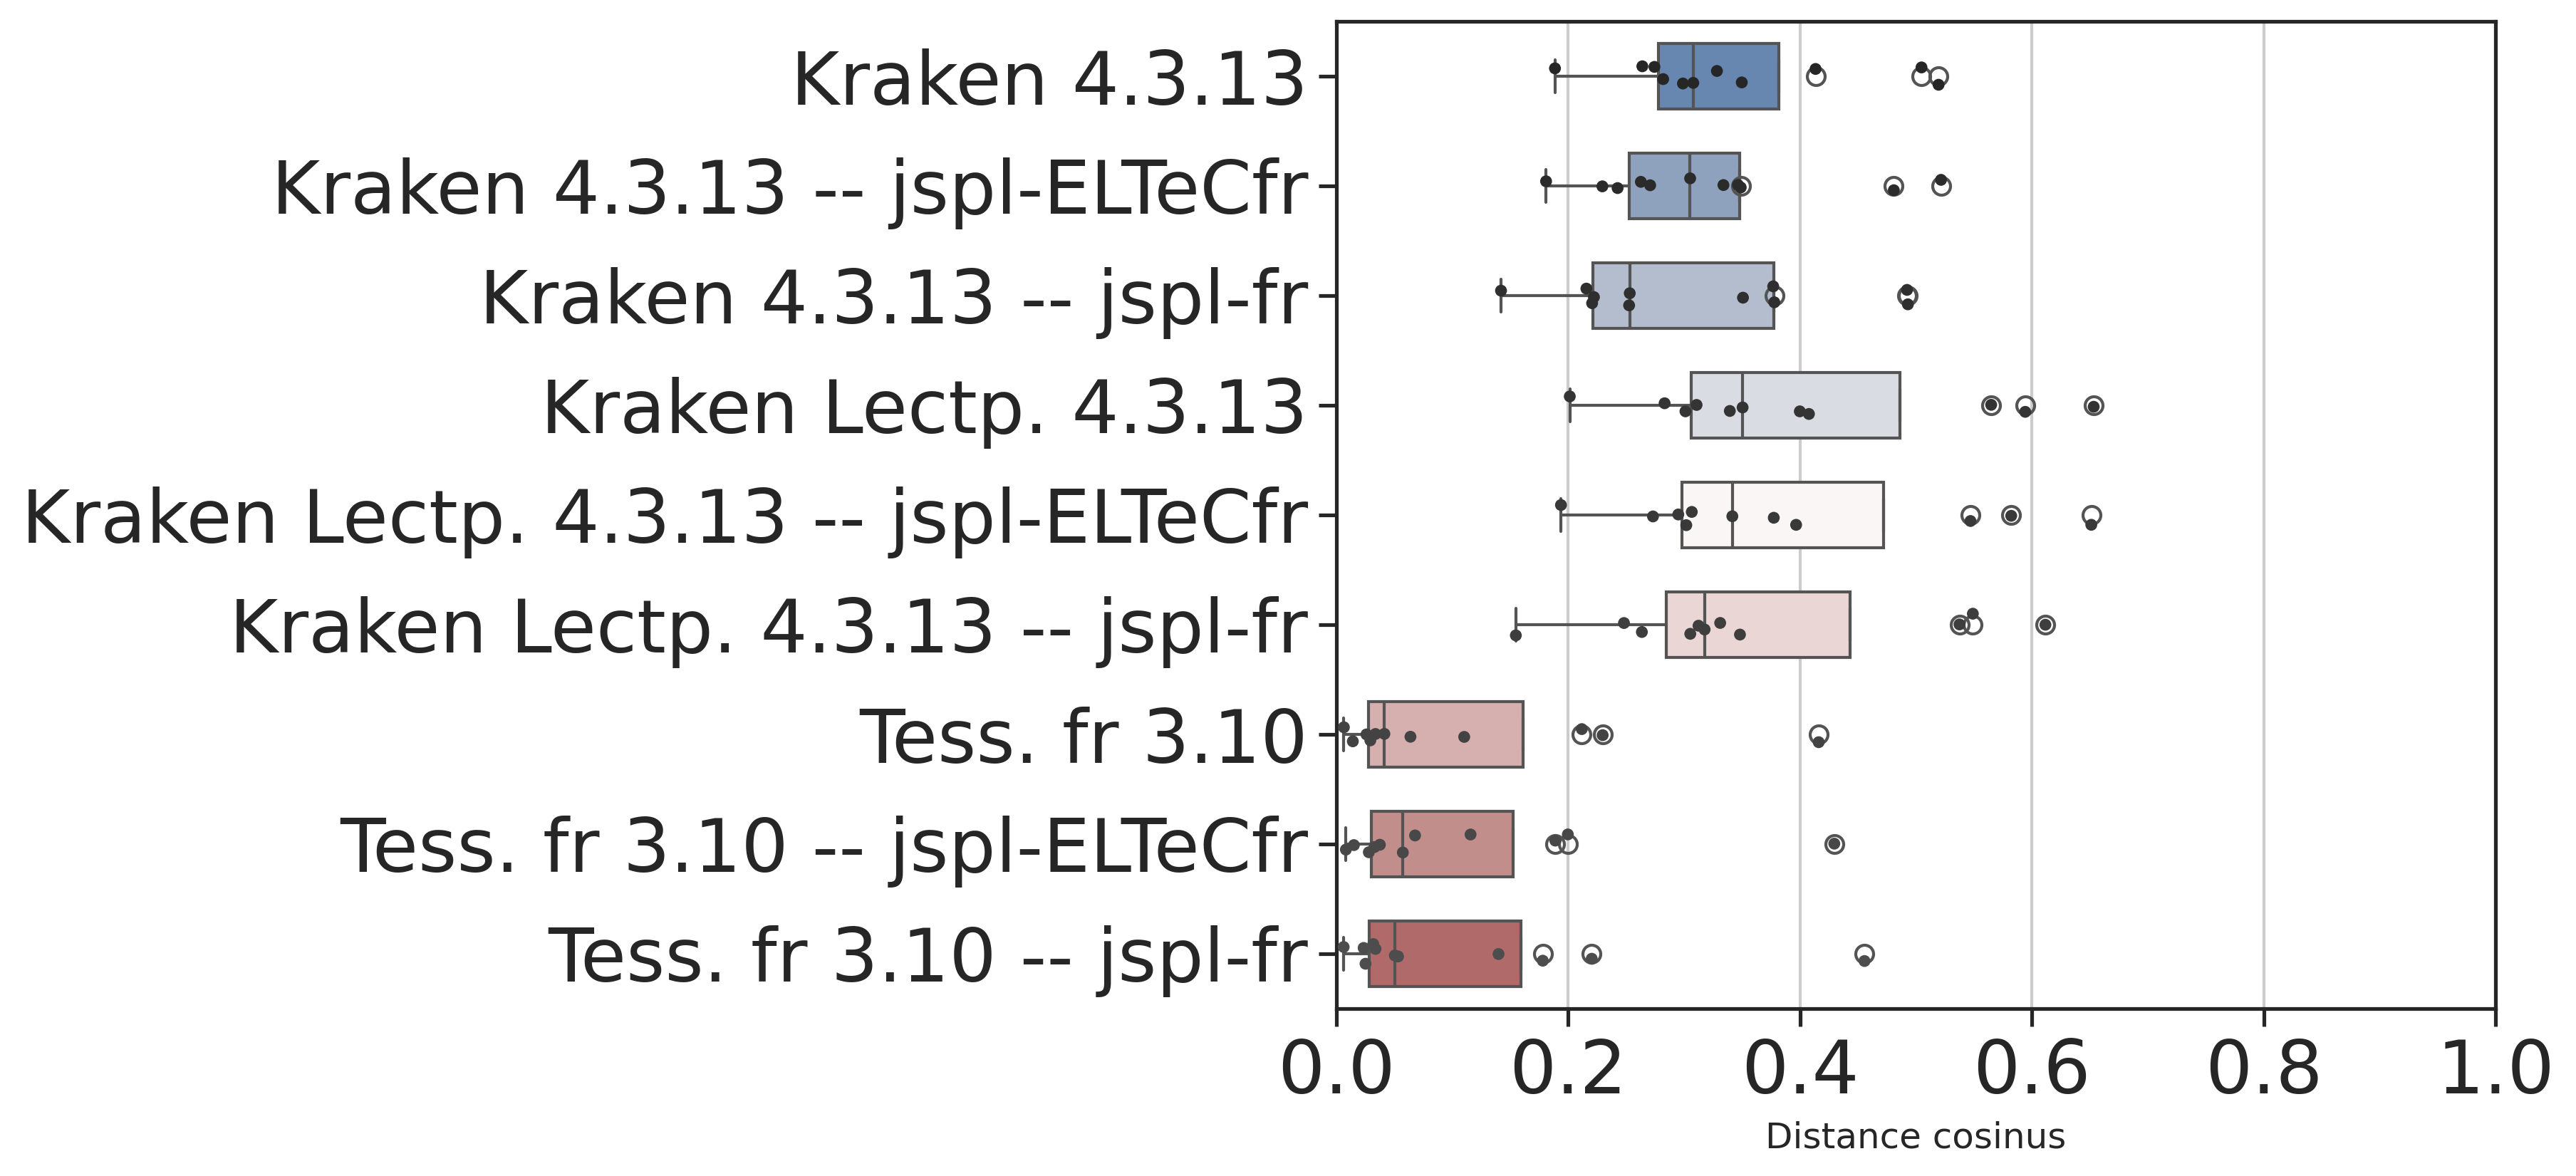 Kraken 4.3.13
Kraken 4.3.13 -- jspl-ELTeCfr
Kraken 4.3.13 -- jspl-fr
Kraken Lectp. 4.3.13
Kraken Lectp. 4.3.13 -- jspl-ELTeCfr
Kraken Lectp. 4.3.13 -- jspl-fr
Tess. fr 3.10
Tess. fr 3.10 -- jspl-ELTeCfr
Tess. fr 3.10 -- jspl-fr
0.0 0.2 0.4 0.6 0.8 1.0
Distance cosinus